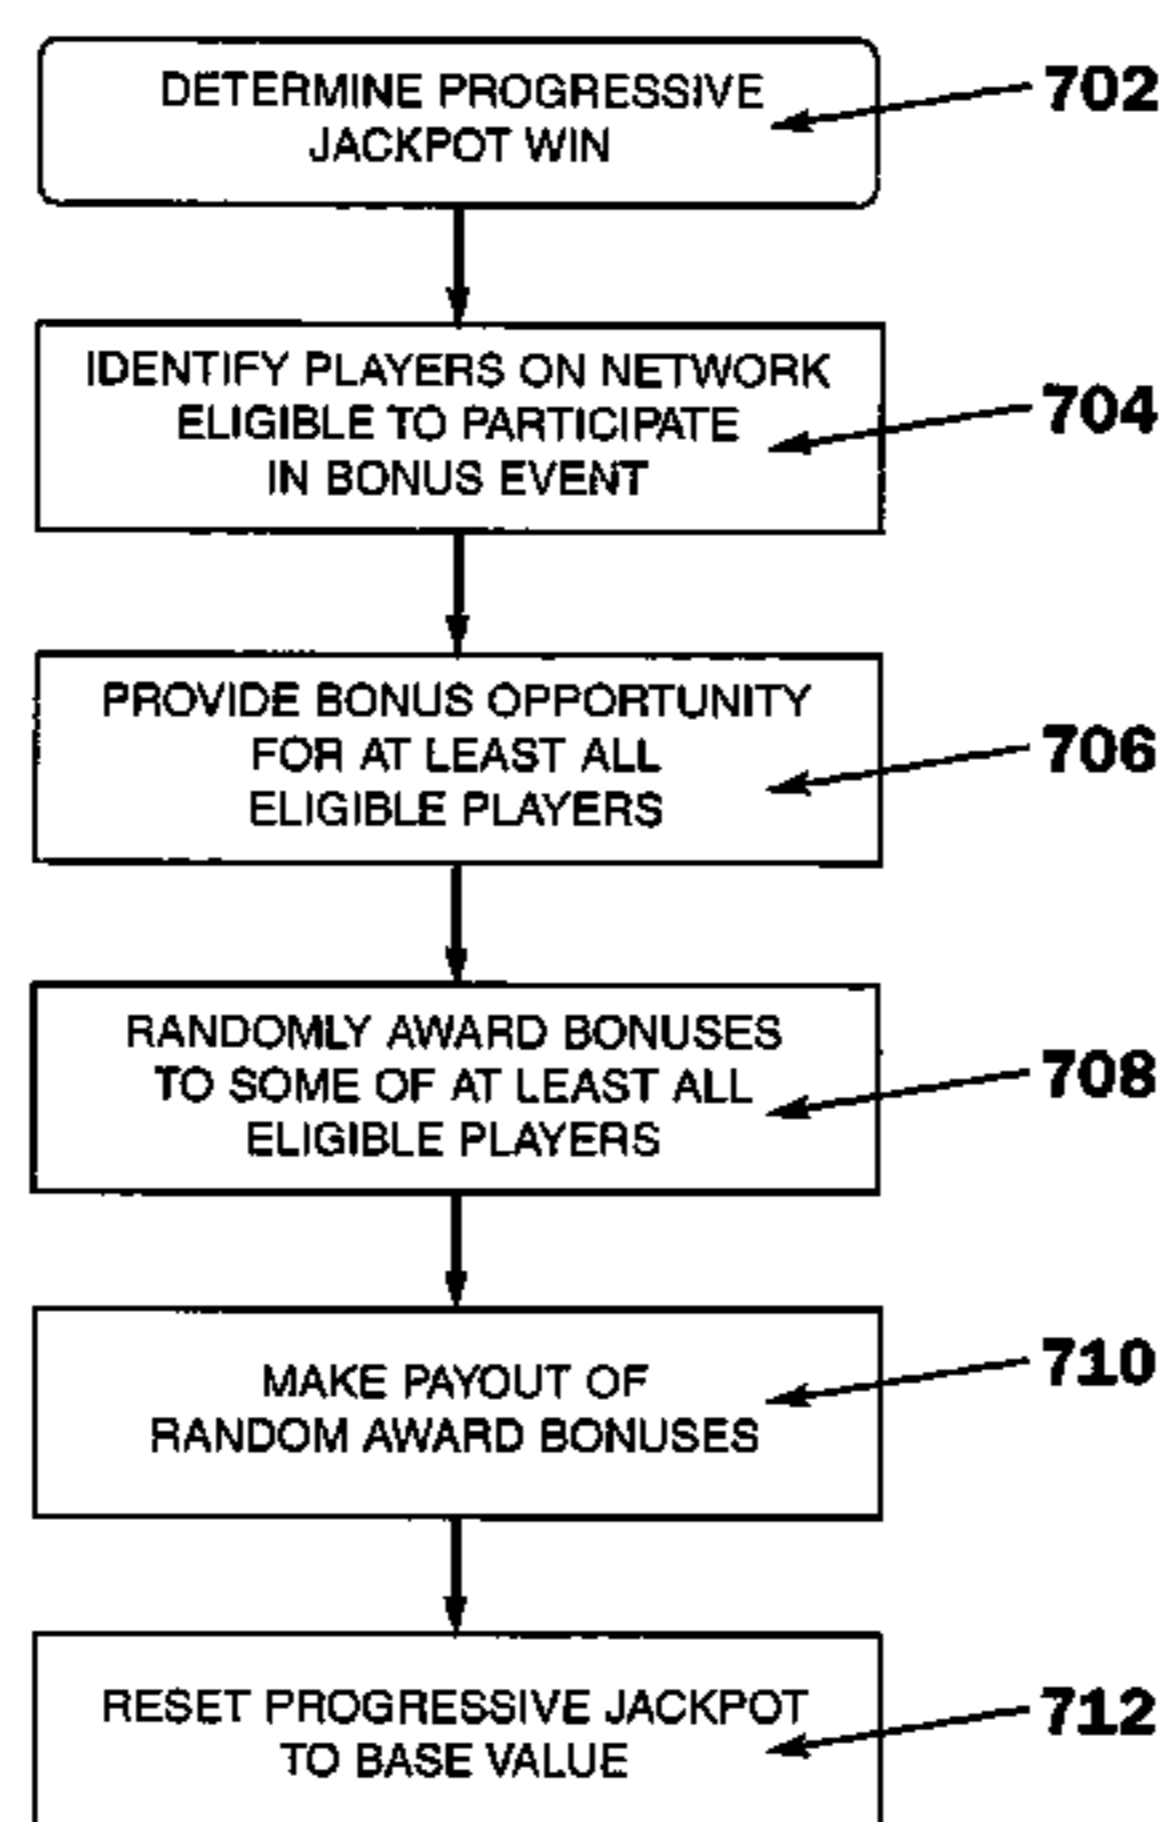 DETERMINE PROGRESSIVE
JACKPOT WIN
702
IDENTIFY PLAYERS ON NETWORK
ELIGIBLE TO PARTICIPATE
IN BONUS EVENT
704
PROVIDE BONUS OPPORTUNITY
FOR AT LEAST ALL
ELIGIBLE PLAYERS
706
RANDOMLY AWARD BONUSES
TO SOME OF AT LEAST ALL
ELIGIBLE PLAYERS
708
MAKE PAYOUT OF
RANDOM AWARD BONUSES
710
RESET PROGRESSIVE JACKPOT
TO BASE VALUE
712